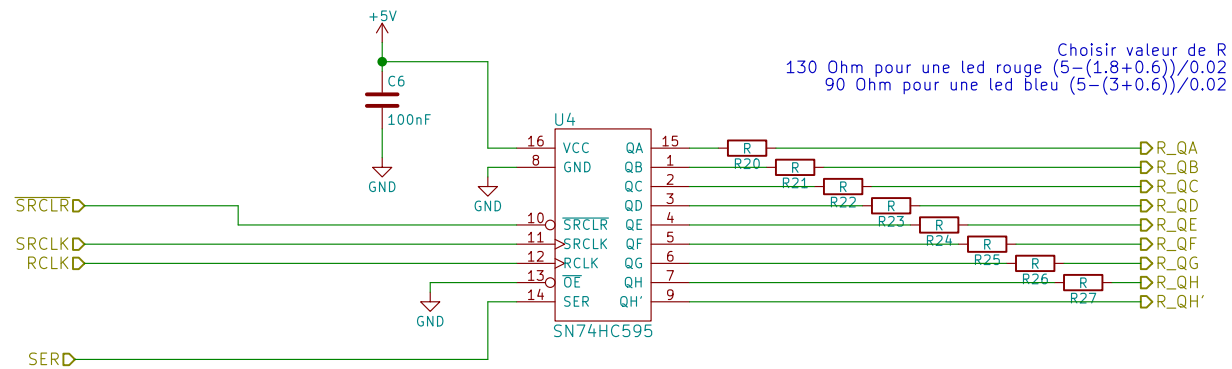 +5V
Choisir valeur de R
130 Ohm pour une led rouge (5-(1.8+0.6))/0.02
90 Ohm pour une led bleu (5-(3+0.6))/0.02
C6
100nF
GND
U4
16 VCC QA 15 R R20 R_QA
8 GND QB 1 R R21 R_QB
GND
QC 2 R R22 R_QC
SRCLR QD 3 R R23 R_QD
10 SRCLR QE 4 R R24 R_QE
SRCLK 11 SRCLK QF 5 R R25 R_QF
RCLK 12 RCLK QG 6 R R26 R_QG
13 OE QH 7 R R27 R_QH
14 SER QH' 9 R_QH'
GND
SN74HC595
SER